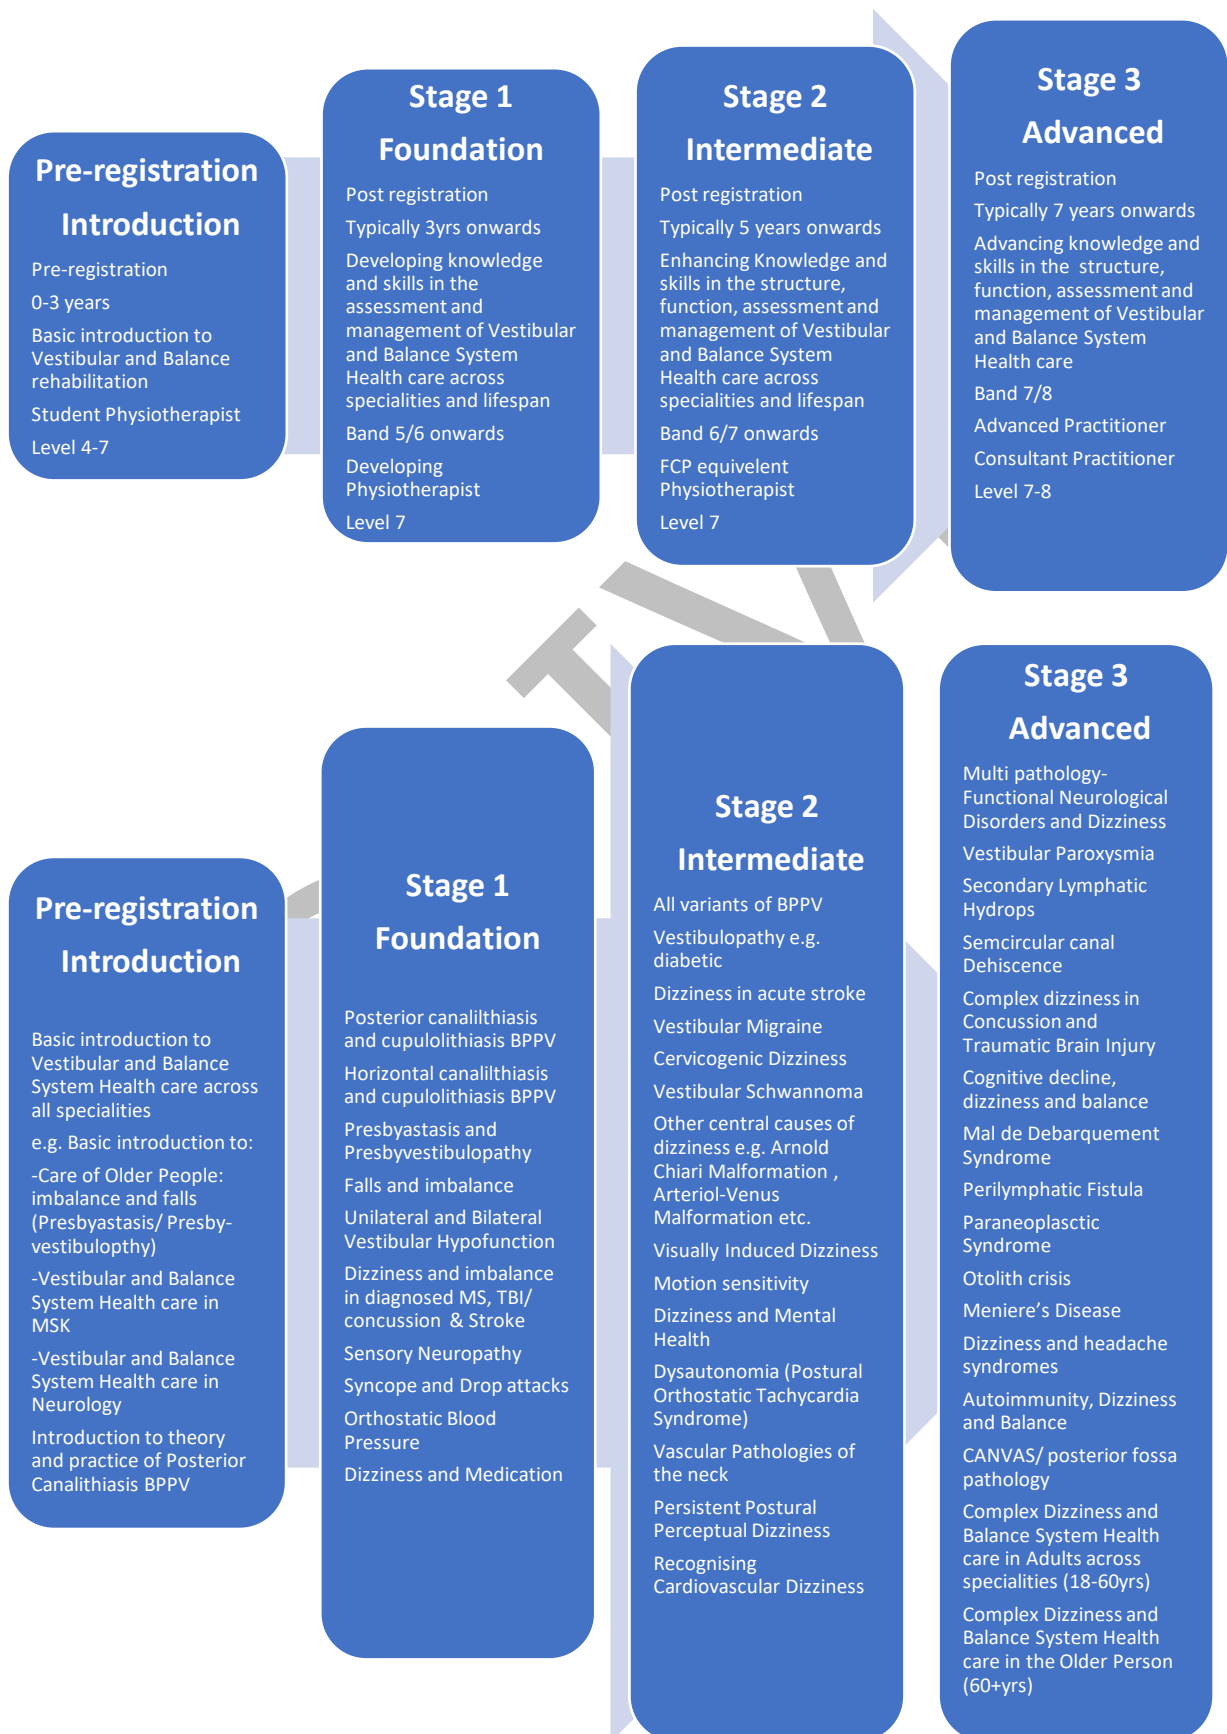 Pre-registration
Introduction
Pre-registration
0-3 years
Basic introduction to
Vestibular and Balance
rehabilitation
Student Physiotherapist
Level 4-7
Stage 1
Foundation
Post registration
Typically 3yrs onwards
Developing knowledge
and skills in the
assessment and
management of Vestibular
and Balance System
Health care across
specialities and lifespan
Band 5/6 onwards
Developing
Physiotherapist
Level 7
Stage 2
Intermediate
Post registration
Typically 5 years onwards
Enhancing Knowledge and
skills in the structure,
function, assessment and
management of Vestibular
and Balance System
Health care across
specialities and lifespan
Band 6/7 onwards
FCP equivelent
Physiotherapist
Level 7
Stage 3
Advanced
Post registration
Typically 7 years onwards
Advancing knowledge and
skills in the structure,
function, assessment and
management of Vestibular
and Balance System
Health care
Band 7/8
Advanced Practitioner
Consultant Practitioner
Level 7-8
Pre-registration
Introduction
Basic introduction to
Vestibular and Balance
System Health care across
all specialities
e.g. Basic introduction to:
-Care of Older People:
imbalance and falls
(Presbyastasis/ Presby-
vestibulopthy)
-Vestibular and Balance
System Health care in
MSK
-Vestibular and Balance
System Health care in
Neurology
Introduction to theory
and practice of Posterior
Canalithiasis BPPV
Stage 1
Foundation
Posterior canalilthiasis
and cupulolithiasis BPPV
Horizontal canalilthiasis
and cupulolithiasis BPPV
Presbyastasis and
Presbyvestibulopathy
Falls and imbalance
Unilateral and Bilateral
Vestibular Hypofunction
Dizziness and imbalance
in diagnosed MS, TBI/
concussion & Stroke
Sensory Neuropathy
Syncope and Drop attacks
Orthostatic Blood
Pressure
Dizziness and Medication
Stage 2
Intermediate
All variants of BPPV
Vestibulopathy e.g.
diabetic
Dizziness in acute stroke
Vestibular Migraine
Cervicogenic Dizziness
Vestibular Schwannoma
Other central causes of
dizziness e.g. Arnold
Chiari Malformation ,
Arteriol-Venus
Malformation etc.
Visually Induced Dizziness
Motion sensitivity
Dizziness and Mental
Health
Dysautonomia (Postural
Orthostatic Tachycardia
Syndrome)
Vascular Pathologies of
the neck
Persistent Postural
Perceptual Dizziness
Recognising
Cardiovascular Dizziness
Stage 3
Advanced
Multi pathology-
Functional Neurological
Disorders and Dizziness
Vestibular Paroxysmia
Secondary Lymphatic
Hydrops
Semcircular canal
Dehiscence
Complex dizziness in
Concussion and
Traumatic Brain Injury
Cognitive decline,
dizziness and balance
Mal de Debarquement
Syndrome
Perilymphatic Fistula
Paraneoplasctic
Syndrome
Otolith crisis
Meniere's Disease
Dizziness and headache
syndromes
Autoimmunity, Dizziness
and Balance
CANVAS/ posterior fossa
pathology
Complex Dizziness and
Balance System Health
care in Adults across
specialities (18-60yrs)
Complex Dizziness and
Balance System Health
care in the Older Person
(60+yrs)